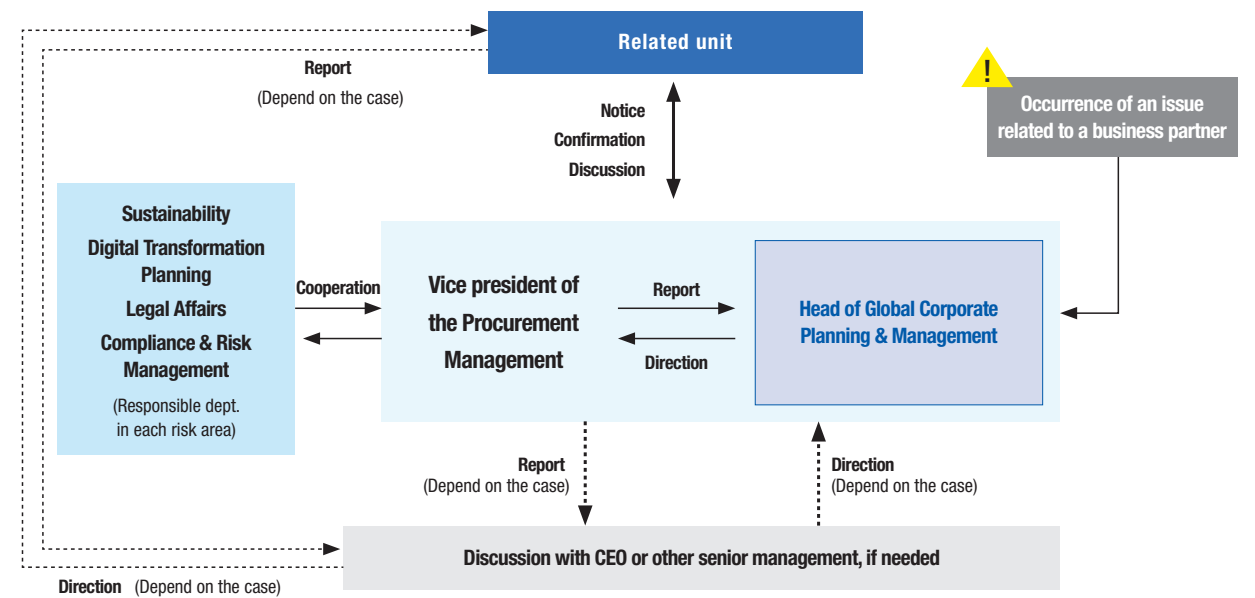 Related unit
Report
(Depend on the case)
!
Occurrence of an issue
related to a business partner
Notice
Confirmation
Discussion
Sustainability
Digital Transformation
Planning
Legal Affairs
Compliance & Risk
Management
(Responsible dept.
in each risk area)
Cooperation
Vice president of
the Procurement
Management
Report
Direction
Head of Global Corporate
Planning & Management
Report
(Depend on the case)
Direction
(Depend on the case)
Discussion with CEO or other senior management, if needed
Direction (Depend on the case)